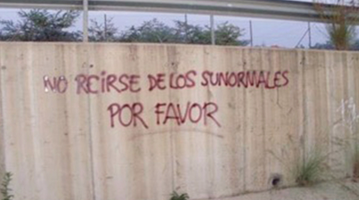 NO REIRSE DE LOS SUNORMALES
POR FAVOR